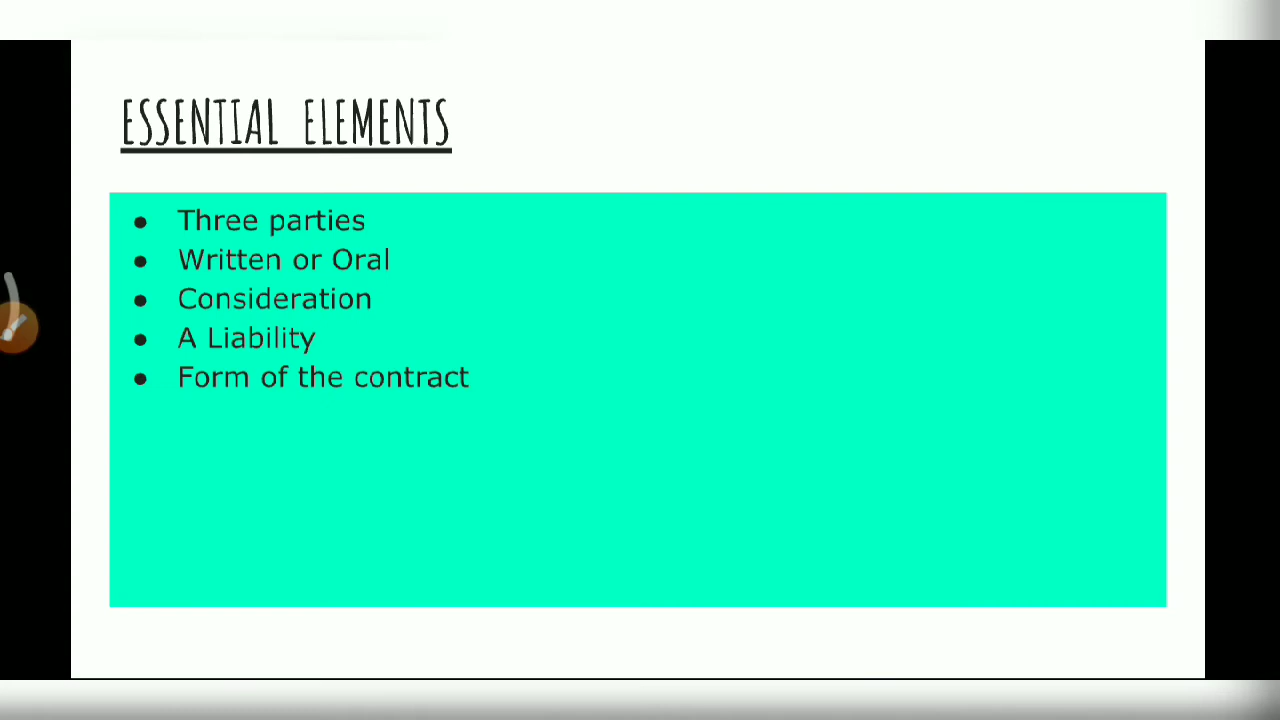 ESSENTIAL ELEMENTS
● Three parties
● Written or Oral
● Consideration
● A Liability
● Form of the contract